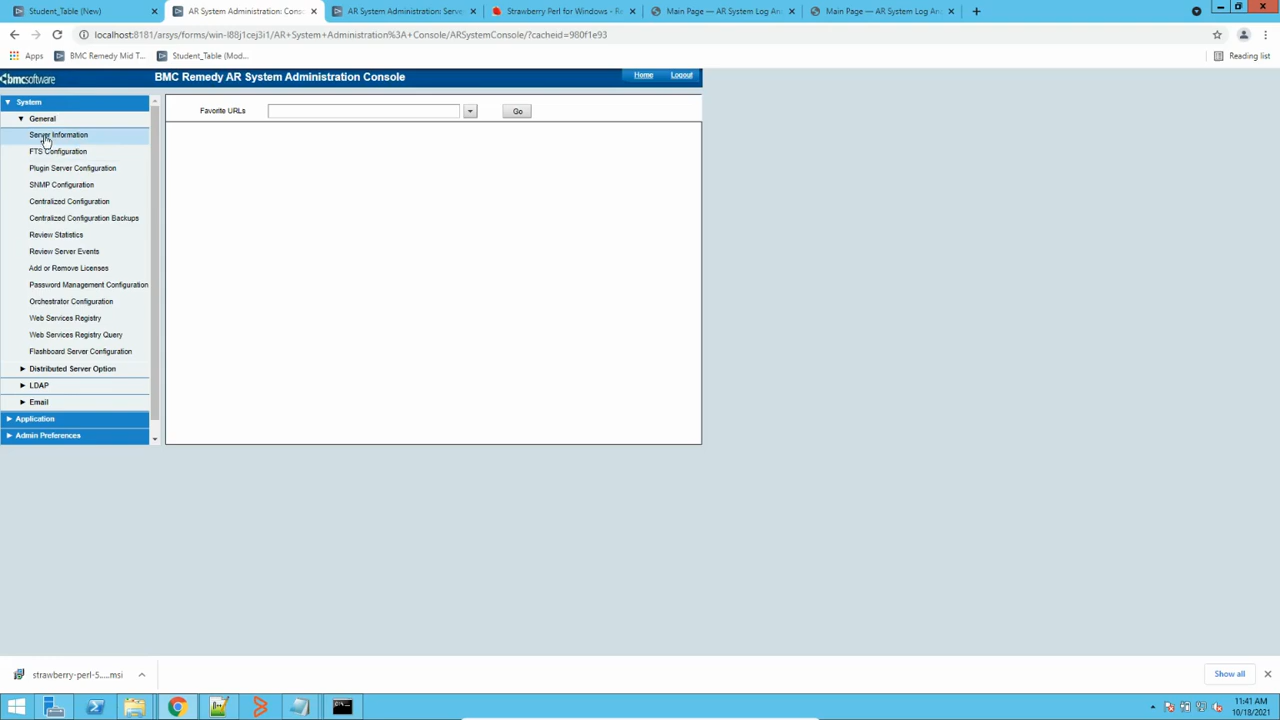 Student_Table (New)
AR System Administration: Conso
AR System Administration: Serve
Strawberry Perl for Windows - Re
Main Page — AR System Log An
Main Page — AR System Log An
localhost:8181/arsys/forms/win-l88j1cej3i1/AR+System+Administration%3A+Console/ARSystemConsole/?cacheid=980f1e93
Apps
BMC Remedy Mid T...
Student_Table (Mod...
Reading list
bmcsoftware
BMC Remedy AR System Administration Console
Home
Logout
System
General
Server Information
FTS Configuration
Plugin Server Configuration
SNMP Configuration
Centralized Configuration
Centralized Configuration Backups
Review Statistics
Review Server Events
Add or Remove Licenses
Password Management Configuration
Orchestrator Configuration
Web Services Registry
Web Services Registry Query
Flashboard Server Configuration
Distributed Server Option
LDAP
Email
Application
Admin Preferences
Favorite URLs
Go
strawberry-perl-5....msi
Show all
11:41 AM
10/18/2021